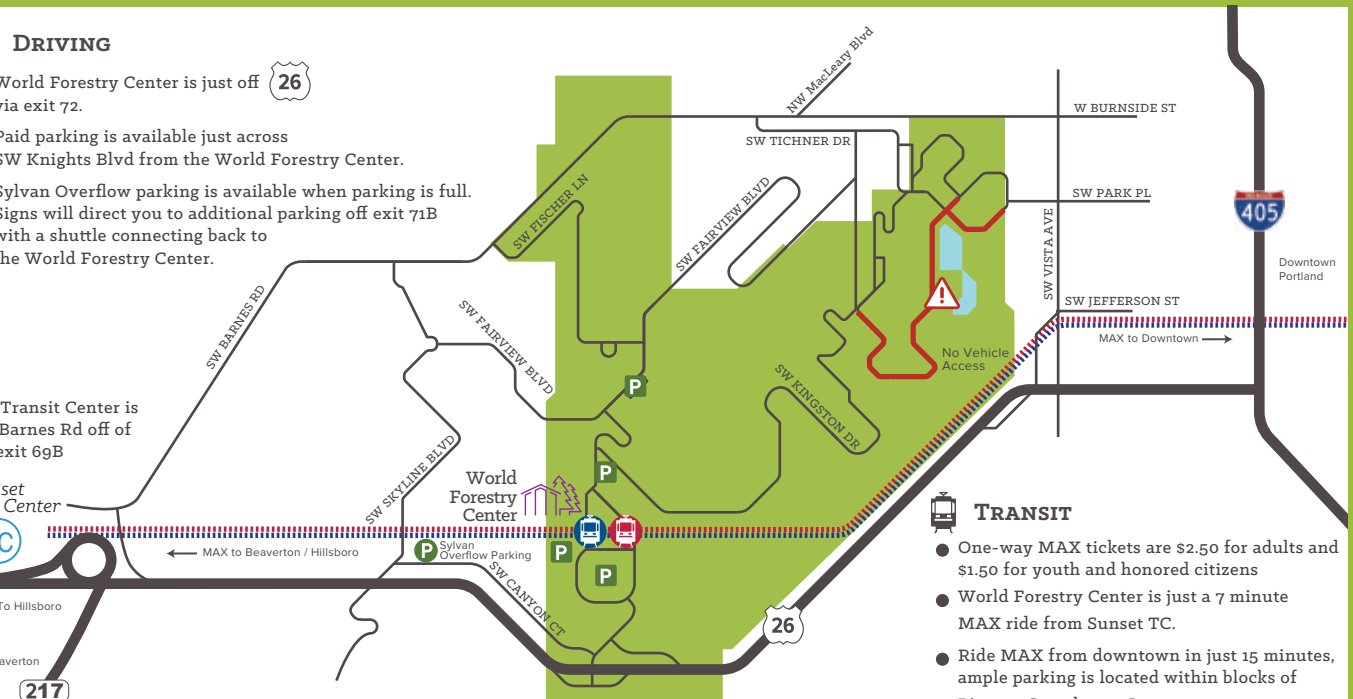 DRIVING
World Forestry Center is just off 26
via exit 72.
Paid parking is available just across
SW Knights Blvd from the World Forestry Center.
Sylvan Overflow parking is available when parking is full.
Signs will direct you to additional parking off exit 71B
with a shuttle connecting back to
the World Forestry Center.
Transit Center is
Barnes Rd off of
exit 69B
set
Center
C
NW MacLeary Blvd
W BURNSIDE ST
SW TICHNER DR
SW PARK PL
SW FISCHER LN
SW FAIRVIEW BLVD
SW VISTA AVE
INTERSTATE
405
Downtown
Portland
SW JEFFERSON ST
MAX to Downtown
SW BARNES RD
SW FAIRVIEW BLVD
No Vehicle
Access
!
P
SW KINGSTON DR
SW SKYLINE BLVD
World
Forestry
Center
P
MAX to Beaverton / Hillsboro
P
Sylvan
Overflow Parking
P
P
SW CANYON CT
26
To Hillsboro
averton
217
TRANSIT
One-way MAX tickets are $2.50 for adults and
$1.50 for youth and honored citizens
World Forestry Center is just a 7 minute
MAX ride from Sunset TC.
Ride MAX from downtown in just 15 minutes,
ample parking is located within blocks of